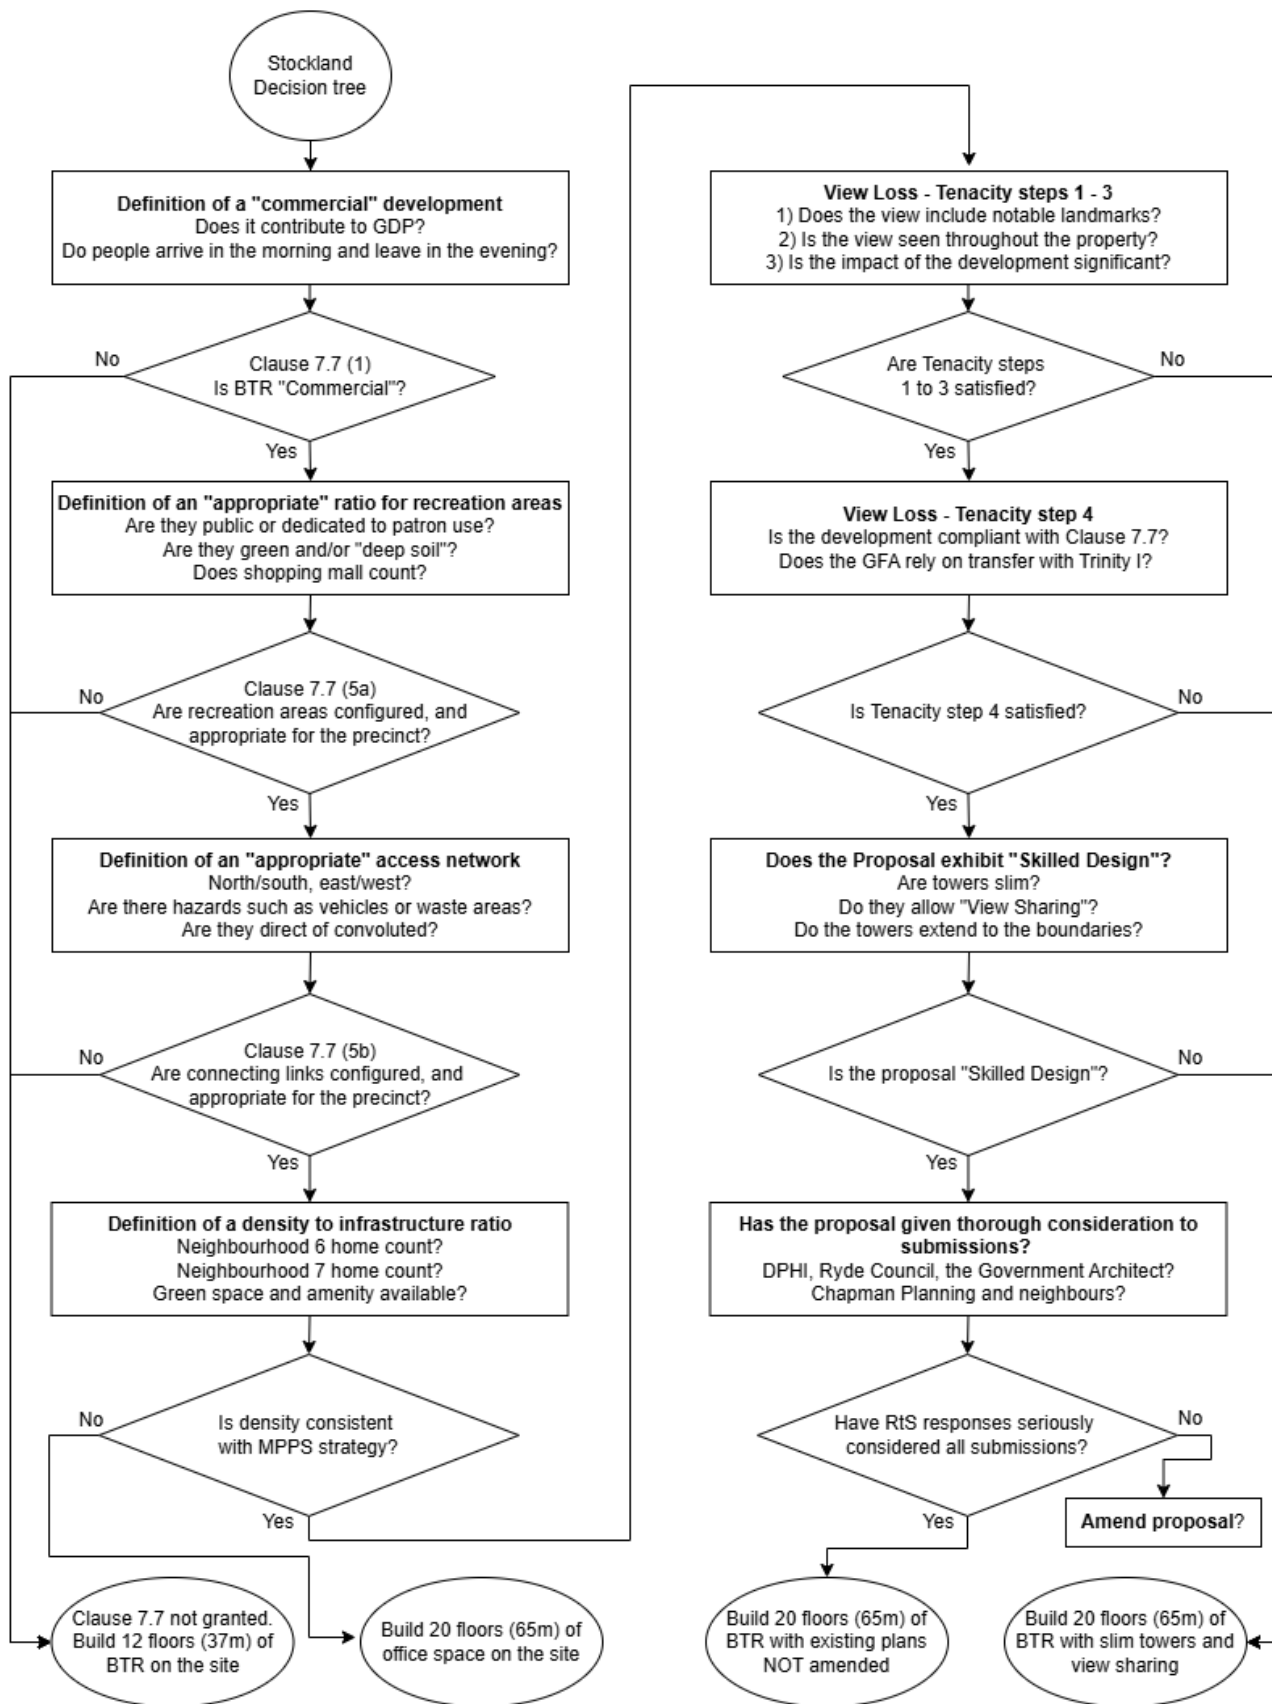 Stockland
Decision tree
Definition of a "commercial" development
Does it contribute to GDP?
Do people arrive in the morning and leave in the evening?
No
Clause 7.7 (1)
Is BTR "Commercial"?
Yes
Definition of an "appropriate" ratio for recreation areas
Are they public or dedicated to patron use?
Are they green and/or "deep soil"?
Does shopping mall count?
No
Clause 7.7 (5a)
Are recreation areas configured, and
appropriate for the precinct?
Yes
Definition of an "appropriate" access network
North/south, east/west?
Are there hazards such as vehicles or waste areas?
Are they direct of convoluted?
No
Clause 7.7 (5b)
Are connecting links configured, and
appropriate for the precinct?
Yes
Definition of a density to infrastructure ratio
Neighbourhood 6 home count?
Neighbourhood 7 home count?
Green space and amenity available?
No
Is density consistent
with MPPS strategy?
Yes
Clause 7.7 not granted.
Build 12 floors (37m) of
BTR on the site
Build 20 floors (65m) of
office space on the site
View Loss - Tenacity steps 1 - 3
1) Does the view include notable landmarks?
2) Is the view seen throughout the property?
3) Is the impact of the development significant?
Are Tenacity steps
1 to 3 satisfied?
No
Yes
View Loss - Tenacity step 4
Is the development compliant with Clause 7.7?
Does the GFA rely on transfer with Trinity I?
Is Tenacity step 4 satisfied?
No
Yes
Does the Proposal exhibit "Skilled Design"?
Are towers slim?
Do they allow "View Sharing"?
Do the towers extend to the boundaries?
Is the proposal "Skilled Design"?
No
Yes
Has the proposal given thorough consideration to
submissions?
DPHI, Ryde Council, the Government Architect?
Chapman Planning and neighbours?
Have RtS responses seriously
considered all submissions?
No
Yes
Amend proposal?
Build 20 floors (65m) of
BTR with existing plans
NOT amended
Build 20 floors (65m) of
BTR with slim towers and
view sharing